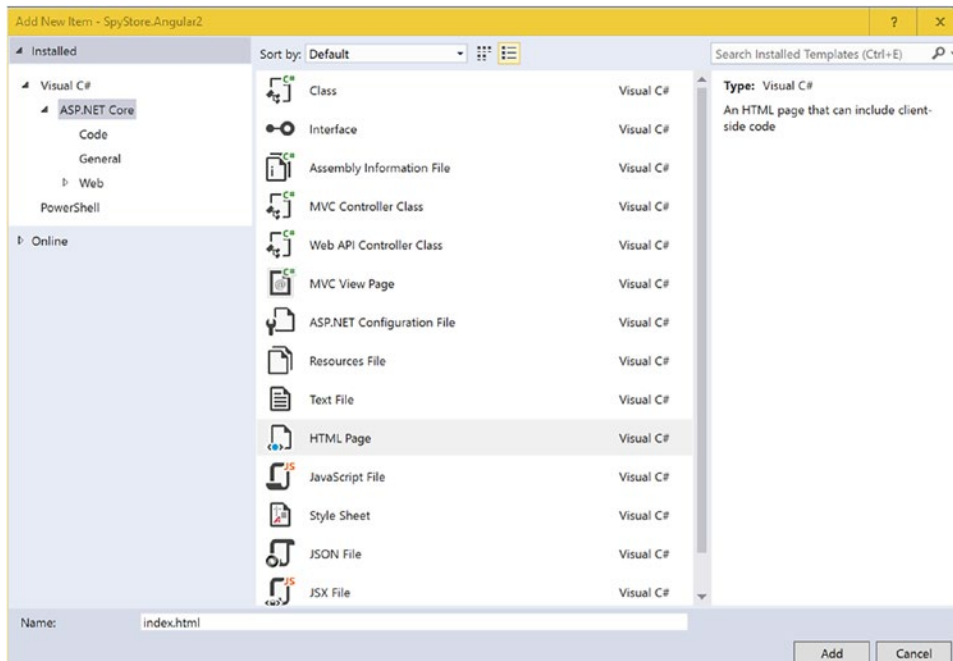 Add New Item - SpyStore.Angular2
? ×
Installed
Sort by: Default
Search Installed Templates (Ctrl+E)
Visual C#
ASP.NET Core
Code
General
Web
PowerShell
Online
Class Visual C#
Interface Visual C#
Assembly Information File Visual C#
MVC Controller Class Visual C#
Web API Controller Class Visual C#
MVC View Page Visual C#
ASP.NET Configuration File Visual C#
Resources File Visual C#
Text File Visual C#
HTML Page Visual C#
JavaScript File Visual C#
Style Sheet Visual C#
JSON File Visual C#
JSX File Visual C#
Type: Visual C#
An HTML page that can include client-
side code
Name: index.html
Add Cancel